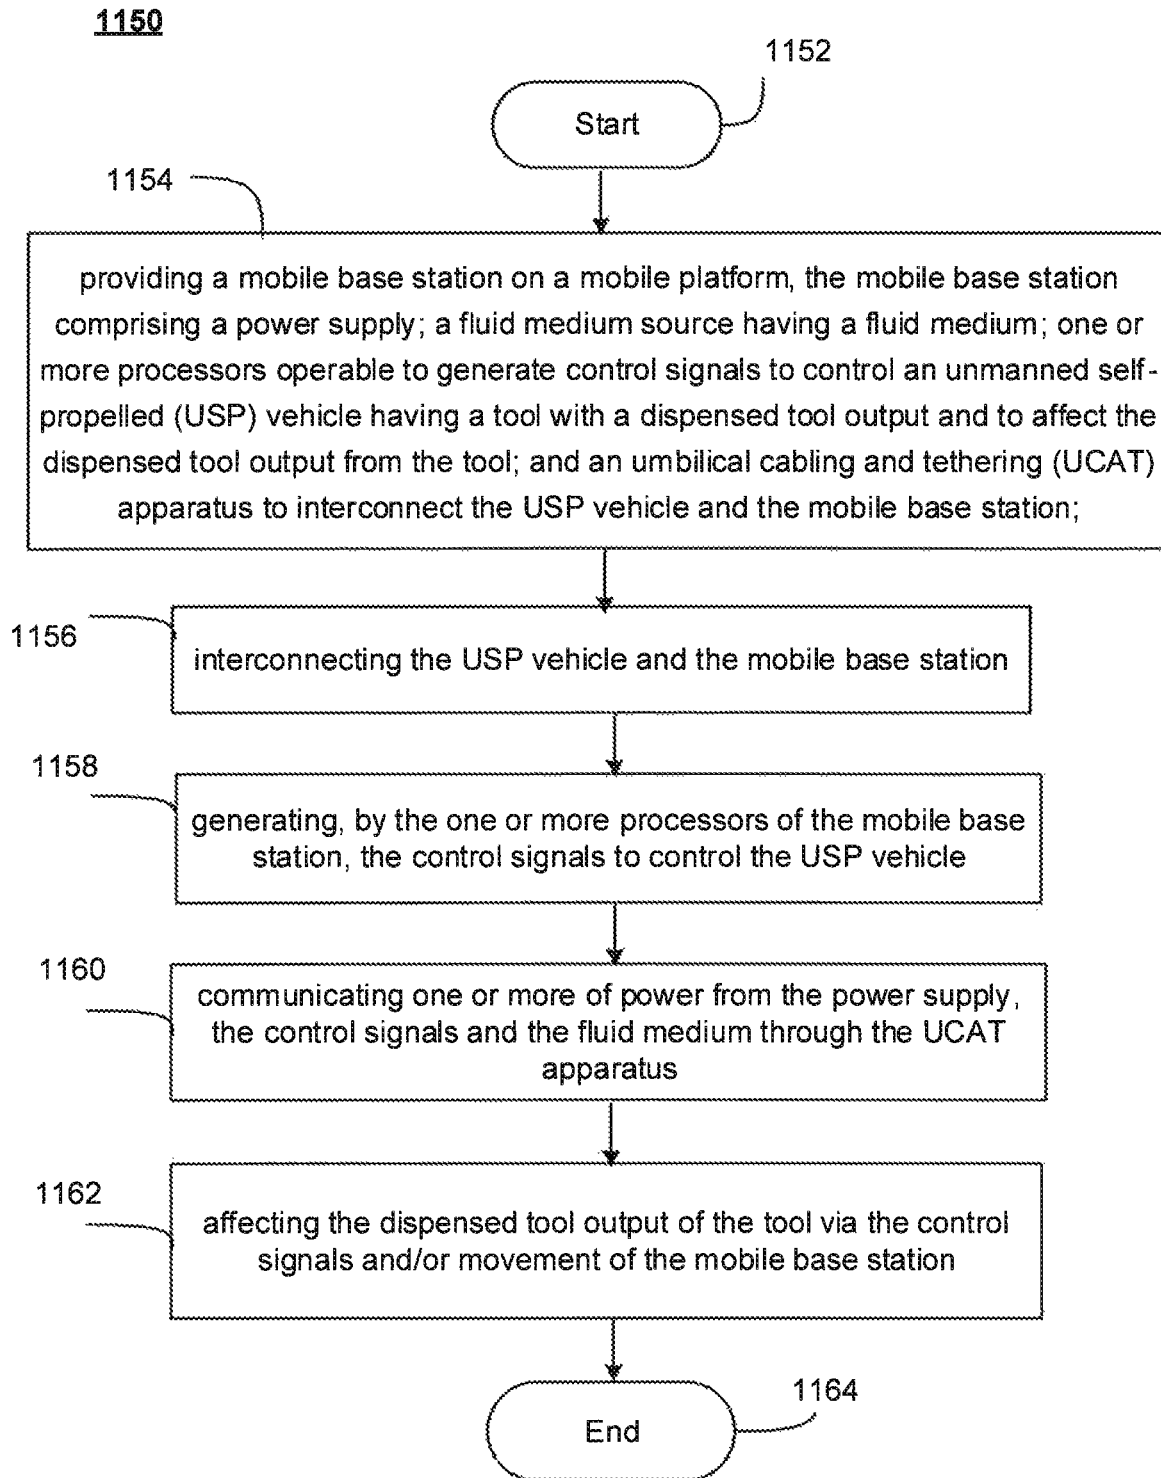 1150
1152
Start
1154
providing a mobile base station on a mobile platform, the mobile base station
comprising a power supply; a fluid medium source having a fluid medium; one or
more processors operable to generate control signals to control an unmanned self-
propelled (USP) vehicle having a tool with a dispensed tool output and to affect the
dispensed tool output from the tool; and an umbilical cabling and tethering (UCAT)
apparatus to interconnect the USP vehicle and the mobile base station;
1156
interconnecting the USP vehicle and the mobile base station
1158
generating, by the one or more processors of the mobile base
station, the control signals to control the USP vehicle
1160
communicating one or more of power from the power supply,
the control signals and the fluid medium through the UCAT
apparatus
1162
affecting the dispensed tool output of the tool via the control
signals and/or movement of the mobile base station
1164
End